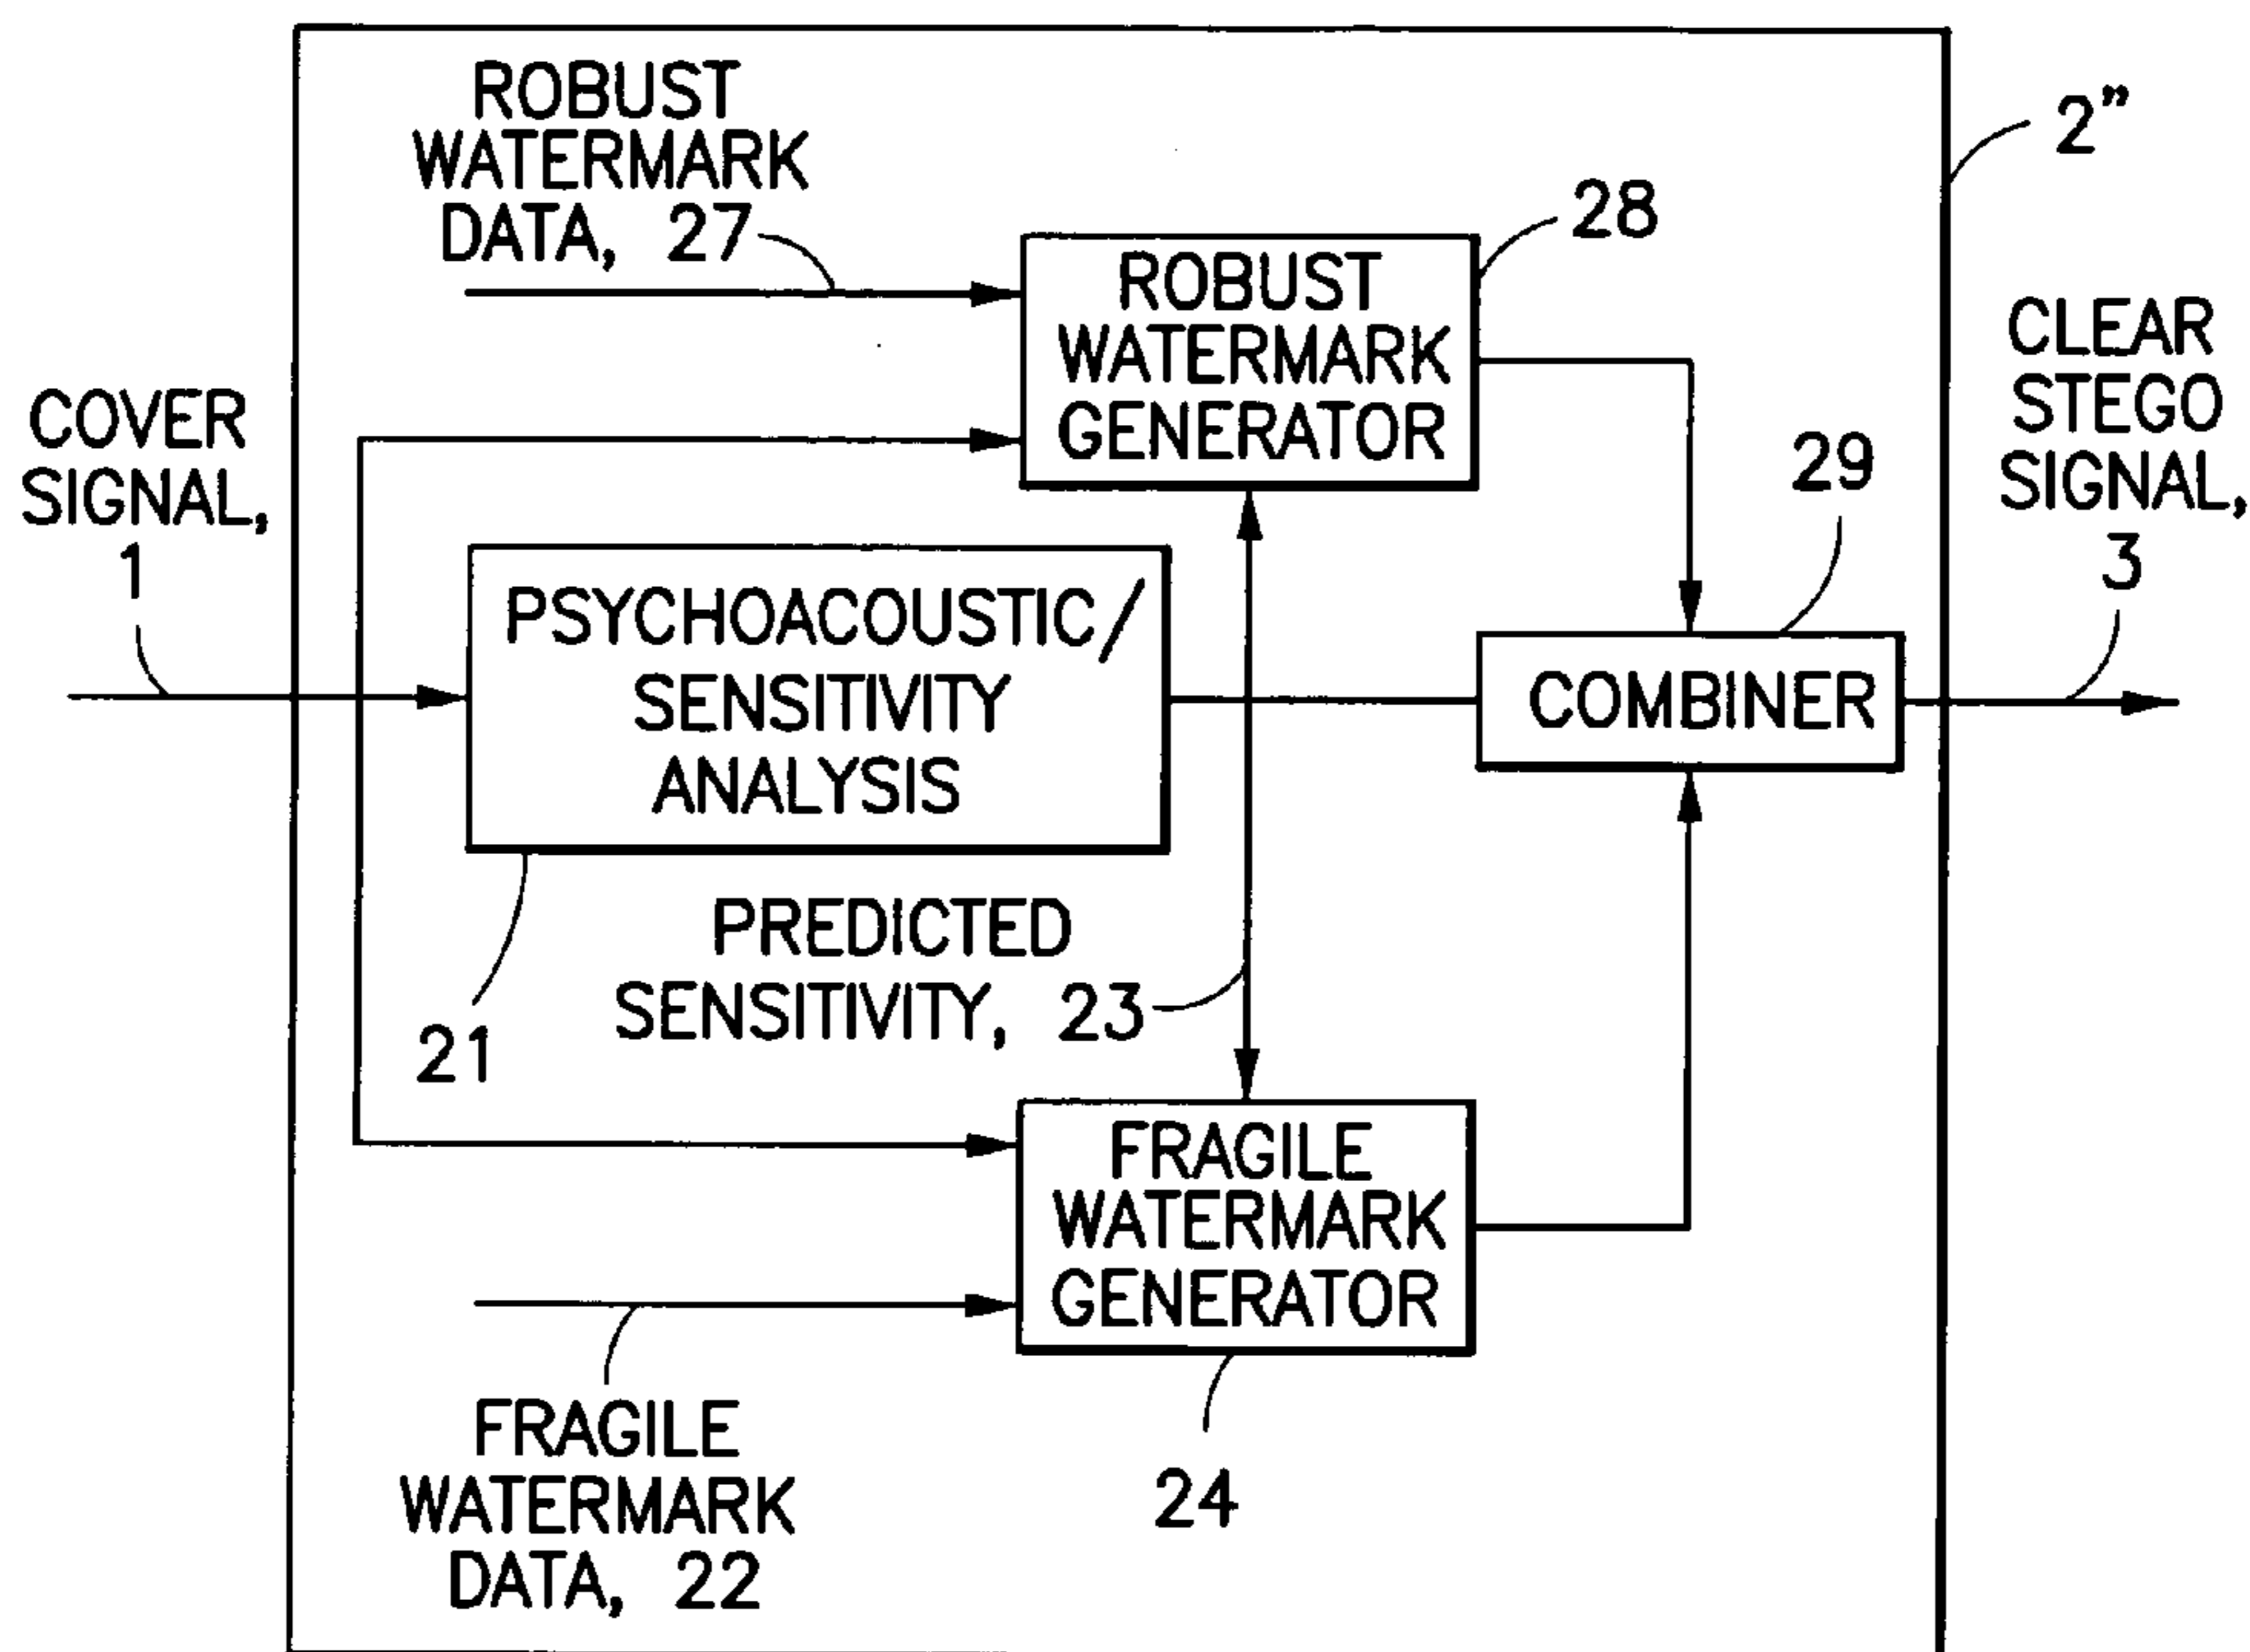 ROBUST
WATERMARK
DATA, 27
2”
28
ROBUST
WATERMARK
GENERATOR
COVER
SIGNAL,
1
CLEAR
STEGO
SIGNAL,
3
29
PSYCHOACOUSTIC/
SENSITIVITY
ANALYSIS
COMBINER
21
PREDICTED
SENSITIVITY, 23
FRAGILE
WATERMARK
GENERATOR
24
FRAGILE
WATERMARK
DATA, 22